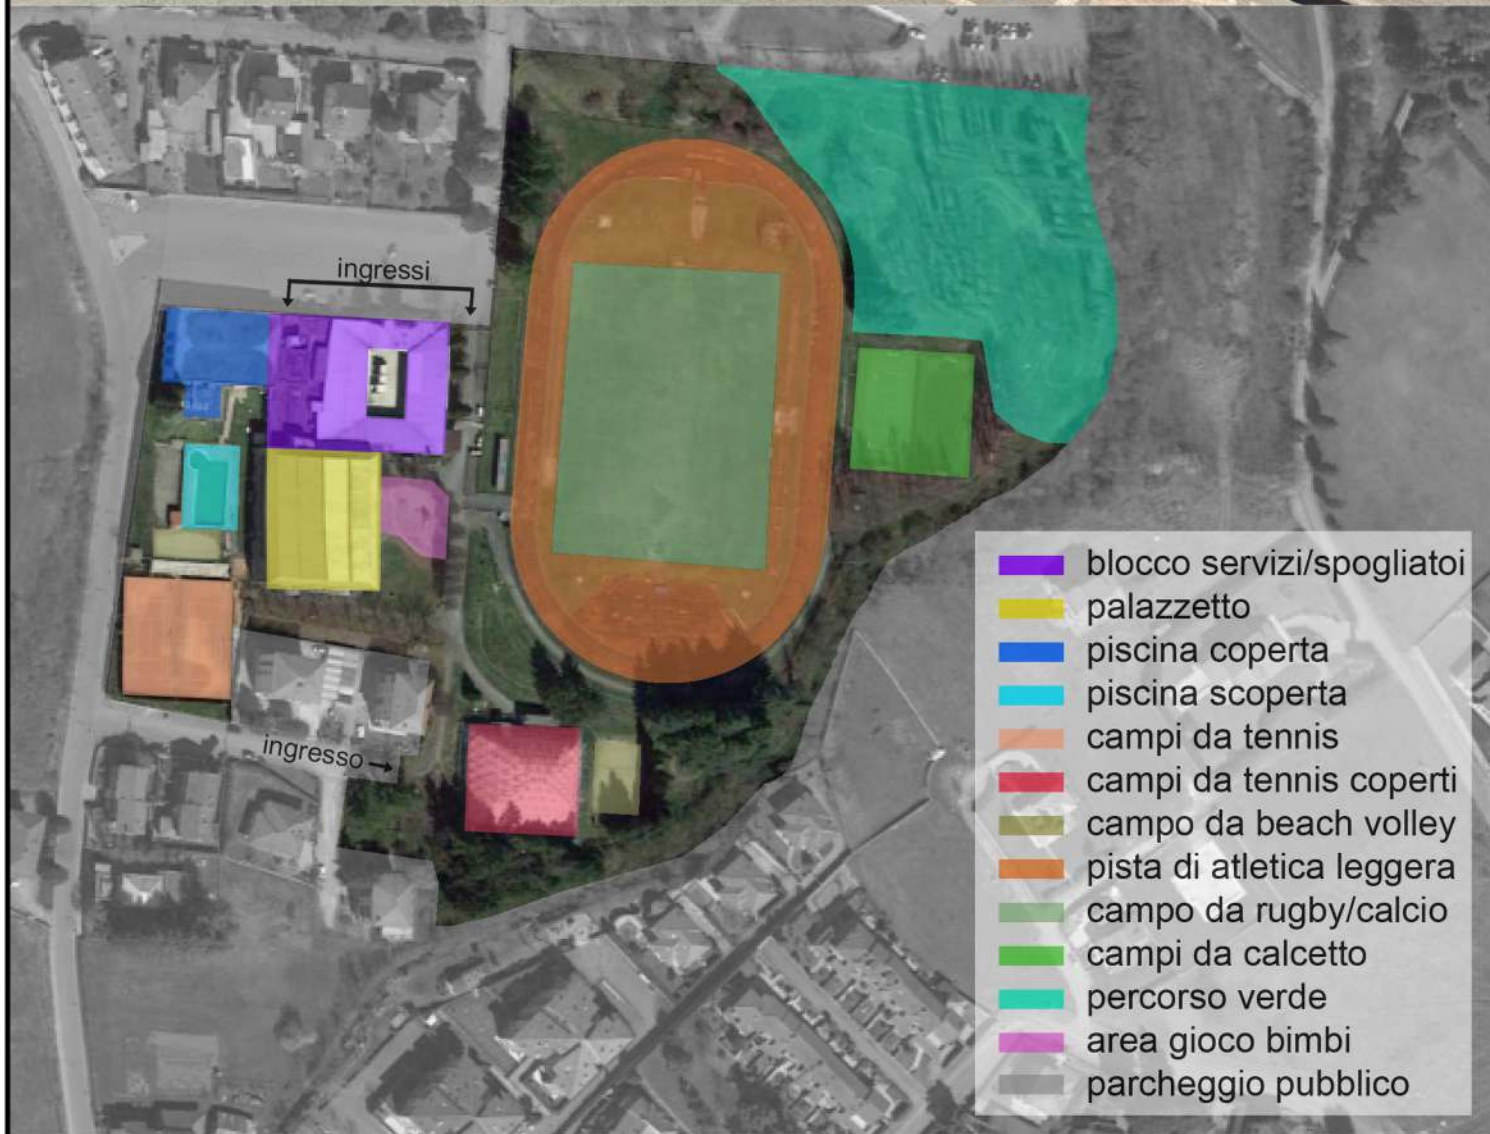 ingressi
ingresso
blocco servizi/spogliatoi
palazzetto
piscina coperta
piscina scoperta
campi da tennis
campi da tennis coperti
campo da beach volley
pista di atletica leggera
campo da rugby/calcio
campi da calcetto
percorso verde
area gioco bimbi
parcheggio pubblico